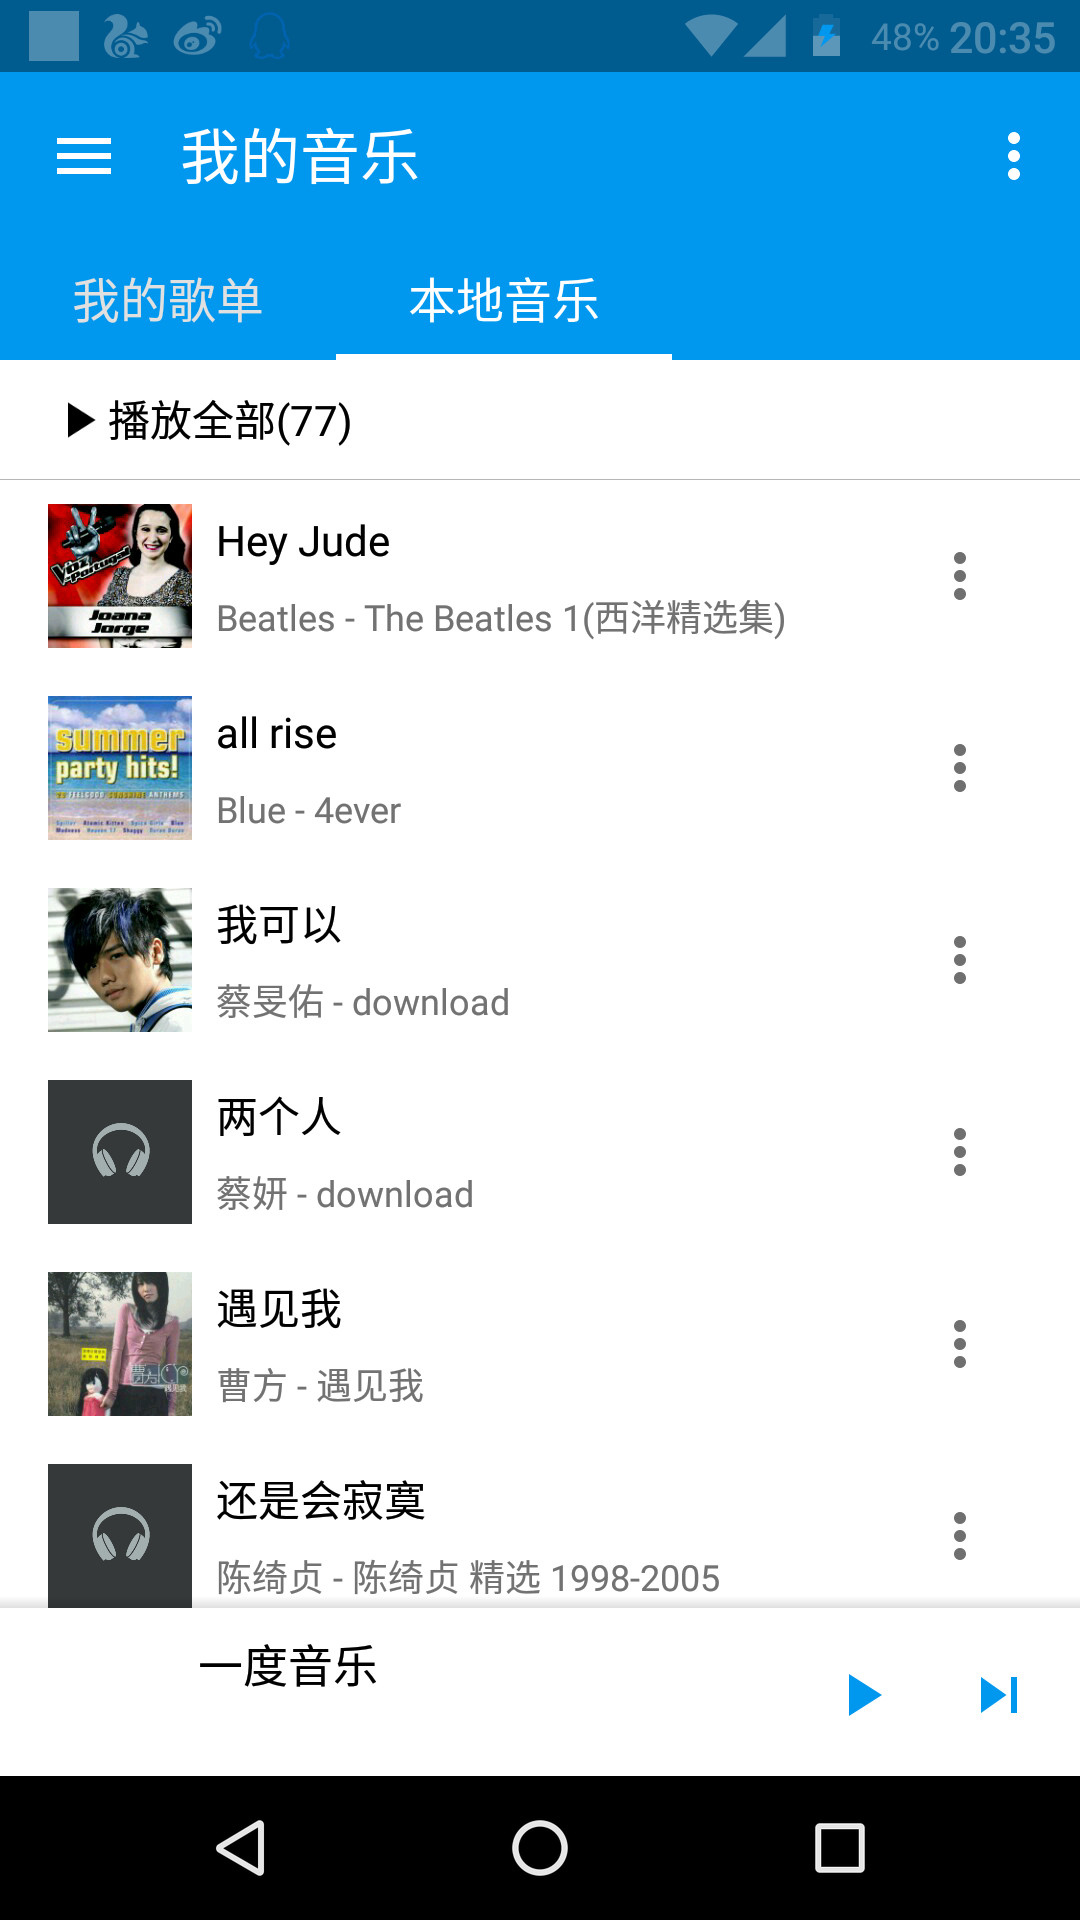 48% 20:35
我的音乐
我的歌单
本地音乐
播放全部(77)
Hey Jude
Beatles - The Beatles 1(西洋精选集)
Joana
Jorge
all rise
Blue - 4ever
summer
party hits!
我可以
蔡旻佑 - download
两个人
蔡妍 - download
遇见我
曹方 - 遇见我
还是会寂寞
陈绮贞 - 陈绮贞 精选 1998-2005
一度音乐